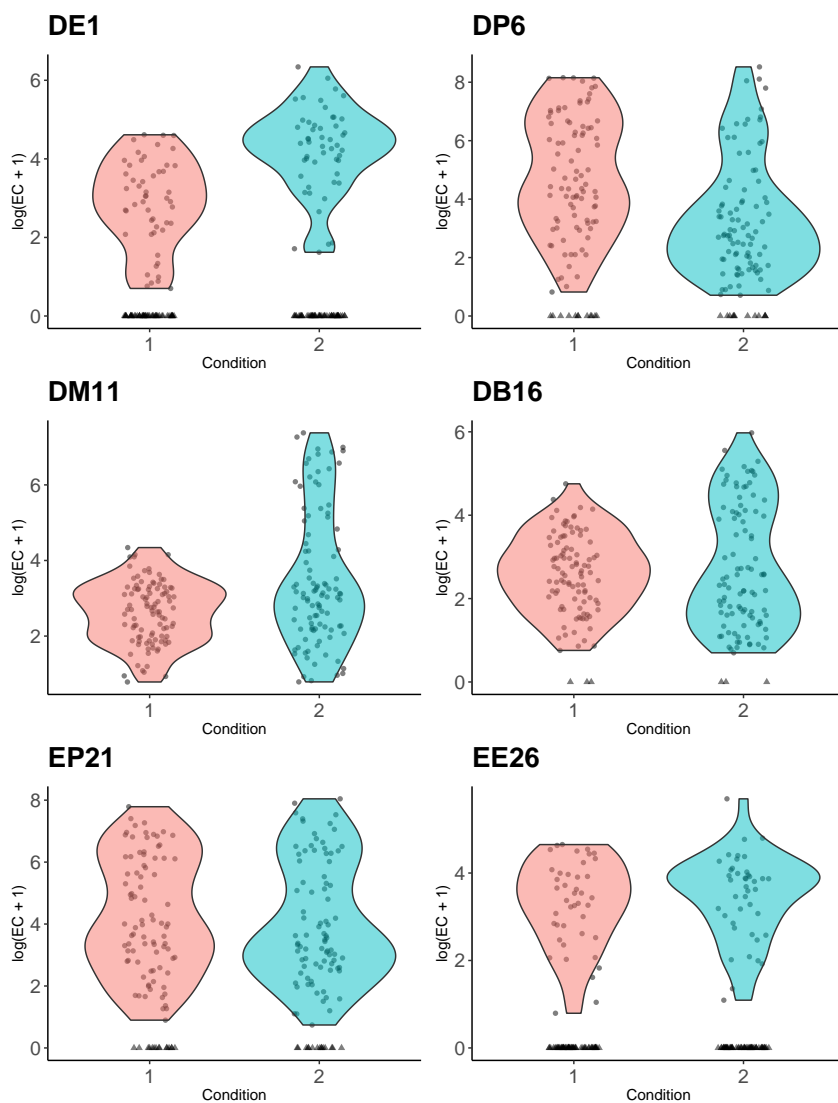 DE1
log(EC + 1)
6
4
2
0
1 2
Condition
DP6
log(EC + 1)
8
6
4
2
0
1 2
Condition
DM11
log(EC + 1)
6
4
2
1 2
Condition
DB16
log(EC + 1)
6
4
2
0
1 2
Condition
EP21
log(EC + 1)
8
6
4
2
0
1 2
Condition
EE26
log(EC + 1)
4
2
0
1 2
Condition